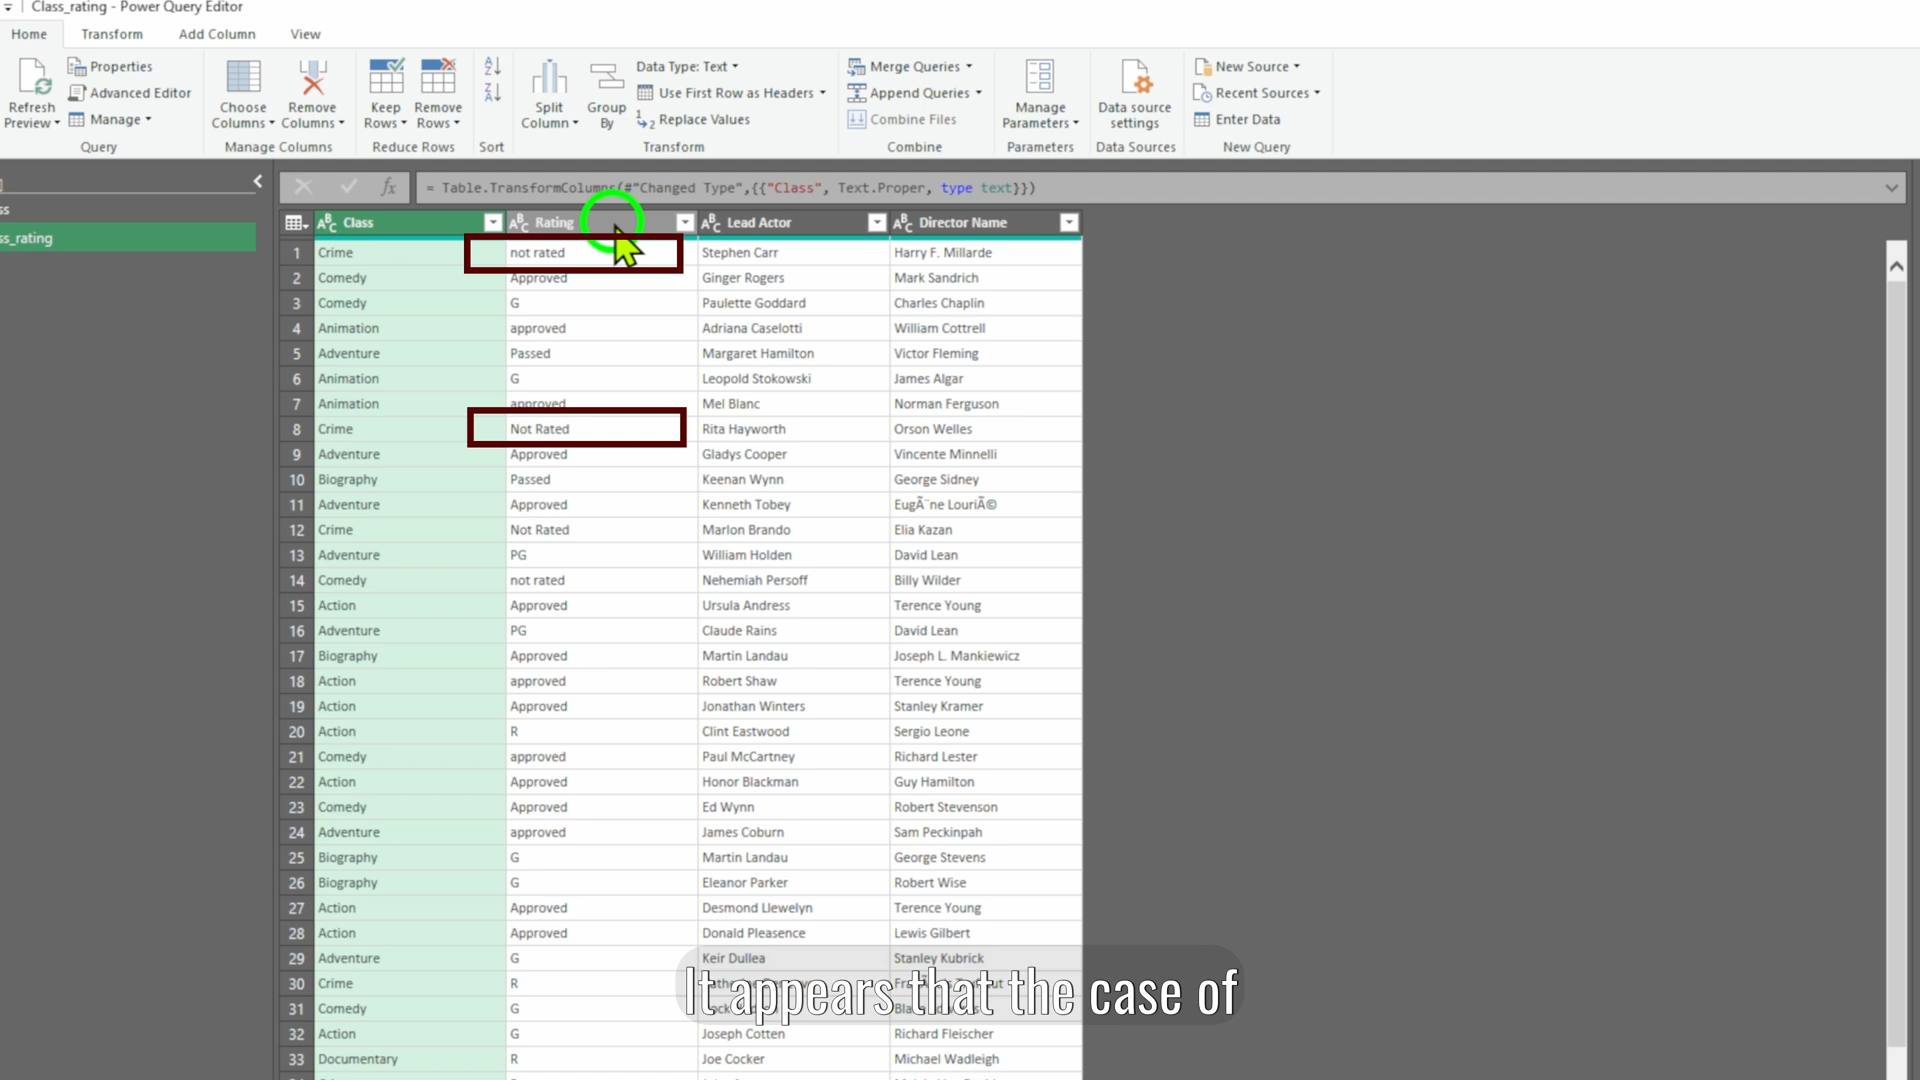 Class_rating - Power Query Editor
Home Transform Add Column View
Refresh Preview
Properties
Advanced Editor
Manage
Query
Choose Columns
Remove Columns
Manage Columns
Keep Rows
Remove Rows
Reduce Rows
Sort
Split Column
Group By
Data Type: Text
Use First Row as Headers
Replace Values
Transform
Merge Queries
Append Queries
Combine Files
Combine
Manage Parameters
Parameters
Data source settings
Data Sources
New Source
Recent Sources
Enter Data
New Query
fx = Table.TransformColumns(#"Changed Type",{{"Class", Text.Proper, type text}})
ss
ss_rating
Class Rating Lead Actor Director Name
1 Crime not rated Stephen Carr Harry F. Millarde
2 Comedy Approved Ginger Rogers Mark Sandrich
3 Comedy G Paulette Goddard Charles Chaplin
4 Animation approved Adriana Caselotti William Cottrell
5 Adventure Passed Margaret Hamilton Victor Fleming
6 Animation G Leopold Stokowski James Algar
7 Animation approved Mel Blanc Norman Ferguson
8 Crime Not Rated Rita Hayworth Orson Welles
9 Adventure Approved Gladys Cooper Vincente Minnelli
10 Biography Passed Keenan Wynn George Sidney
11 Adventure Approved Kenneth Tobey EugÃ¨ne LouriÃ©
12 Crime Not Rated Marlon Brando Elia Kazan
13 Adventure PG William Holden David Lean
14 Comedy not rated Nehemiah Persoff Billy Wilder
15 Action Approved Ursula Andress Terence Young
16 Adventure PG Claude Rains David Lean
17 Biography Approved Martin Landau Joseph L. Mankiewicz
18 Action approved Robert Shaw Terence Young
19 Action Approved Jonathan Winters Stanley Kramer
20 Action R Clint Eastwood Sergio Leone
21 Comedy approved Paul McCartney Richard Lester
22 Action Approved Honor Blackman Guy Hamilton
23 Comedy Approved Ed Wynn Robert Stevenson
24 Adventure approved James Coburn Sam Peckinpah
25 Biography G Martin Landau George Stevens
26 Biography G Eleanor Parker Robert Wise
27 Action Approved Desmond Llewelyn Terence Young
28 Action Approved Donald Pleasence Lewis Gilbert
29 Adventure G Keir Dullea Stanley Kubrick
30 Crime R
31 Comedy G
It appears that the case of
32 Action G Joseph Cotten Richard Fleischer
33 Documentary R Joe Cocker Michael Wadleigh